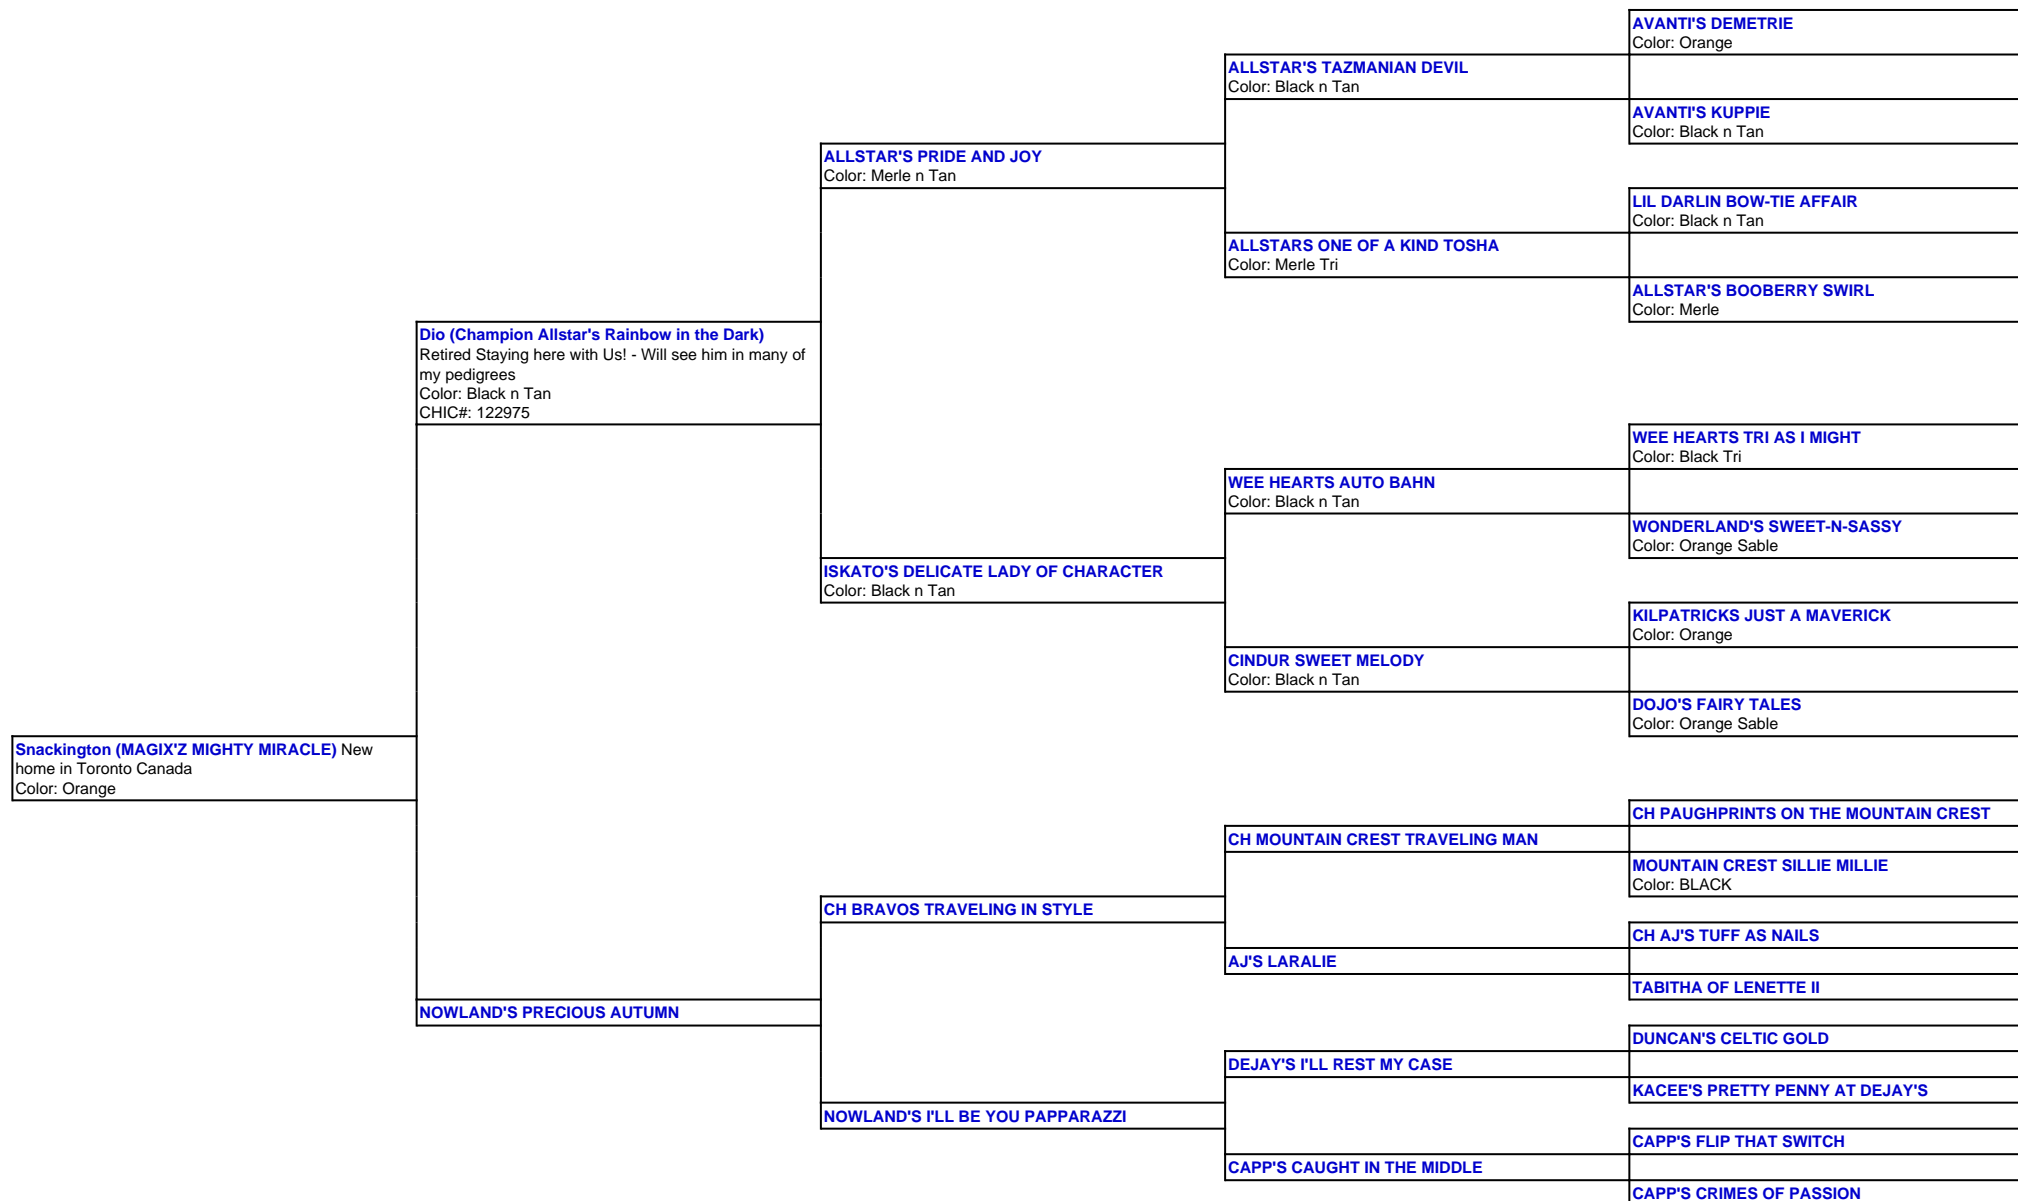 AVANTI'S DEMETRIE
Color: Orange
ALLSTAR'S TAZMANIAN DEVIL
Color: Black n Tan
AVANTI'S KUPPIE
Color: Black n Tan
ALLSTAR'S PRIDE AND JOY
Color: Merle n Tan
LIL DARLIN BOW-TIE AFFAIR
Color: Black n Tan
ALLSTARS ONE OF A KIND TOSHA
Color: Merle Tri
ALLSTAR'S BOOBERRY SWIRL
Color: Merle
Dio (Champion Allstar's Rainbow in the Dark)
Retired Staying here with Us! - Will see him in many of
my pedigrees
Color: Black n Tan
CHIC#: 122975
WEE HEARTS TRI AS I MIGHT
Color: Black Tri
WEE HEARTS AUTO BAHN
Color: Black n Tan
WONDERLAND'S SWEET-N-SASSY
Color: Orange Sable
ISKATO'S DELICATE LADY OF CHARACTER
Color: Black n Tan
KILPATRICKS JUST A MAVERICK
Color: Orange
CINDUR SWEET MELODY
Color: Black n Tan
DOJO'S FAIRY TALES
Color: Orange Sable
Snackington (MAGIX'Z MIGHTY MIRACLE) New
home in Toronto Canada
Color: Orange
CH PAUGHPRINTS ON THE MOUNTAIN CREST
CH MOUNTAIN CREST TRAVELING MAN
MOUNTAIN CREST SILLIE MILLIE
Color: BLACK
CH BRAVOS TRAVELING IN STYLE
CH AJ'S TUFF AS NAILS
AJ'S LARALIE
TABITHA OF LENETTE II
NOWLAND'S PRECIOUS AUTUMN
DUNCAN'S CELTIC GOLD
DEJAY'S I'LL REST MY CASE
KACEE'S PRETTY PENNY AT DEJAY'S
NOWLAND'S I'LL BE YOU PAPPARAZZI
CAPP'S FLIP THAT SWITCH
CAPP'S CAUGHT IN THE MIDDLE
CAPP'S CRIMES OF PASSION